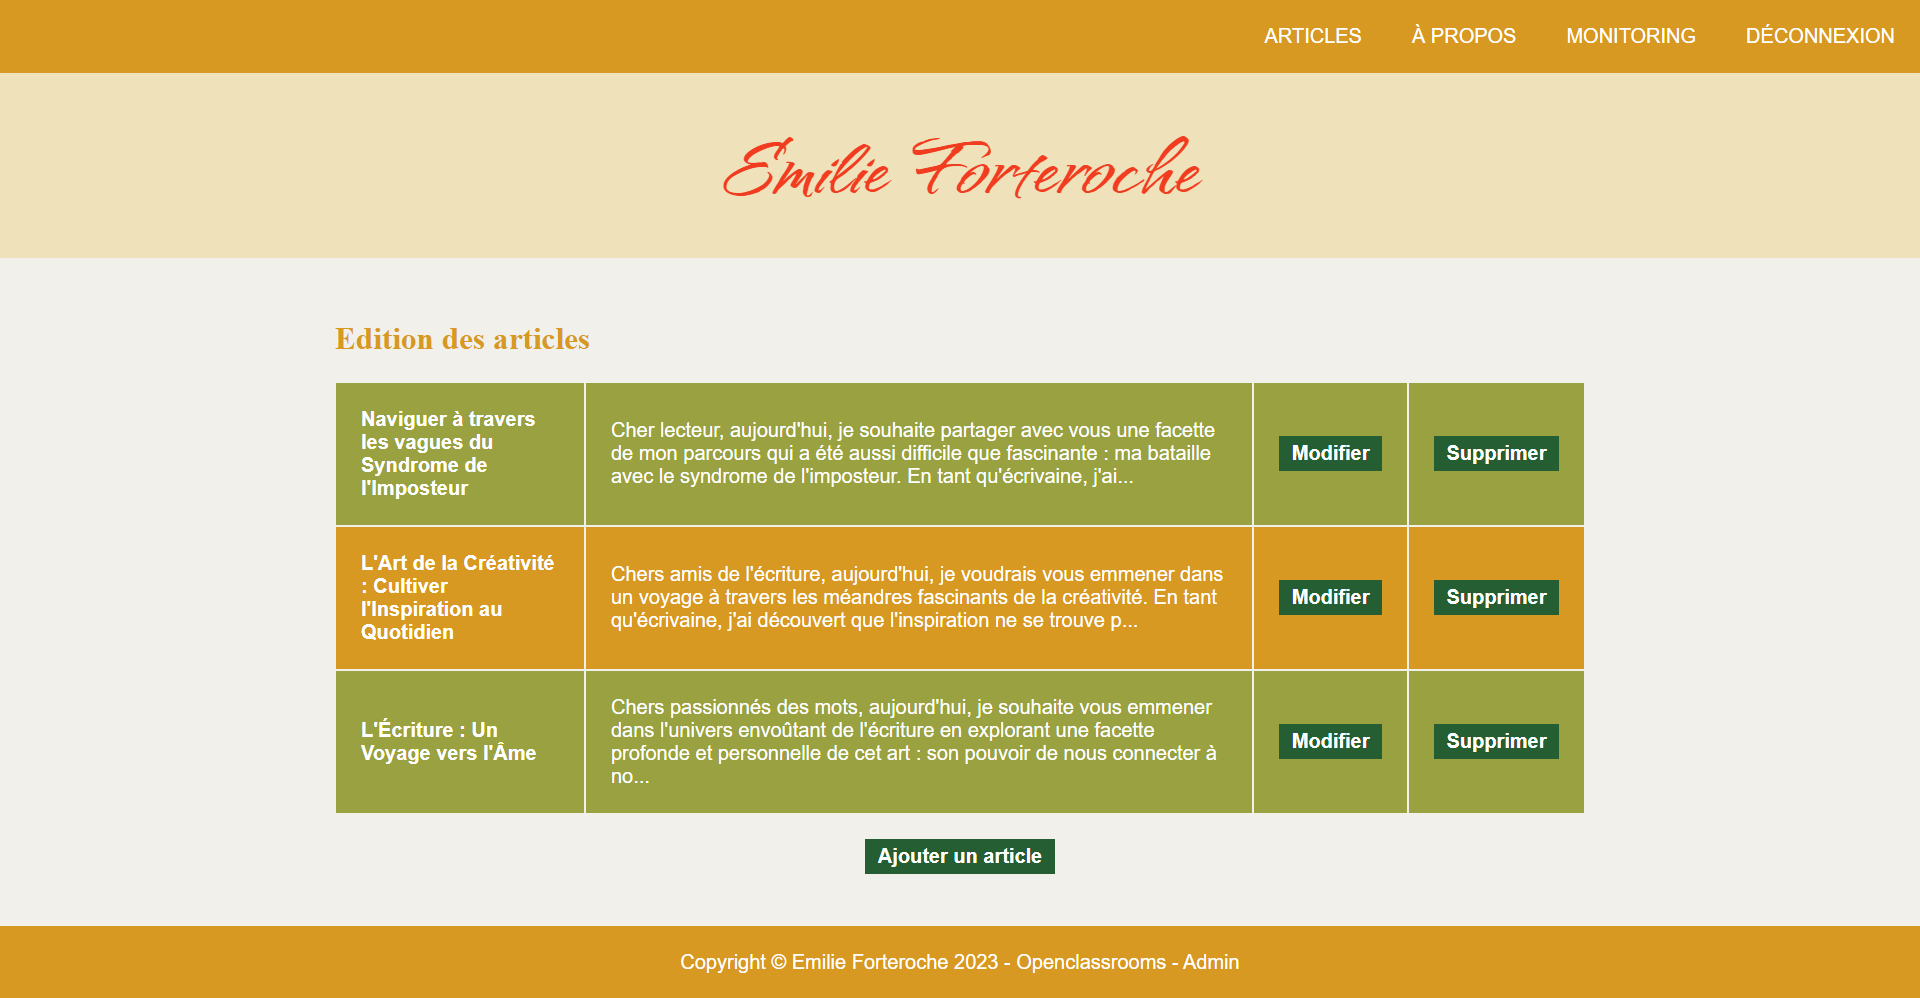 ARTICLES À PROPOS MONITORING DÉCONNEXION
Emilie Forteroche
Edition des articles
Naviguer à travers
les vagues du
Syndrome de
l'Imposteur
Cher lecteur, aujourd'hui, je souhaite partager avec vous une facette
de mon parcours qui a été aussi difficile que fascinante : ma bataille
avec le syndrome de l'imposteur. En tant qu'écrivaine, j'ai...
Modifier
Supprimer
L'Art de la Créativité
: Cultiver
l'Inspiration au
Quotidien
Chers amis de l'écriture, aujourd'hui, je voudrais vous emmener dans
un voyage à travers les méandres fascinants de la créativité. En tant
qu'écrivaine, j'ai découvert que l'inspiration ne se trouve p...
Modifier
Supprimer
L'Écriture : Un
Voyage vers l'Âme
Chers passionnés des mots, aujourd'hui, je souhaite vous emmener
dans l'univers envoûtant de l'écriture en explorant une facette
profonde et personnelle de cet art : son pouvoir de nous connecter à
no...
Modifier
Supprimer
Ajouter un article
Copyright © Emilie Forteroche 2023 - Openclassrooms - Admin